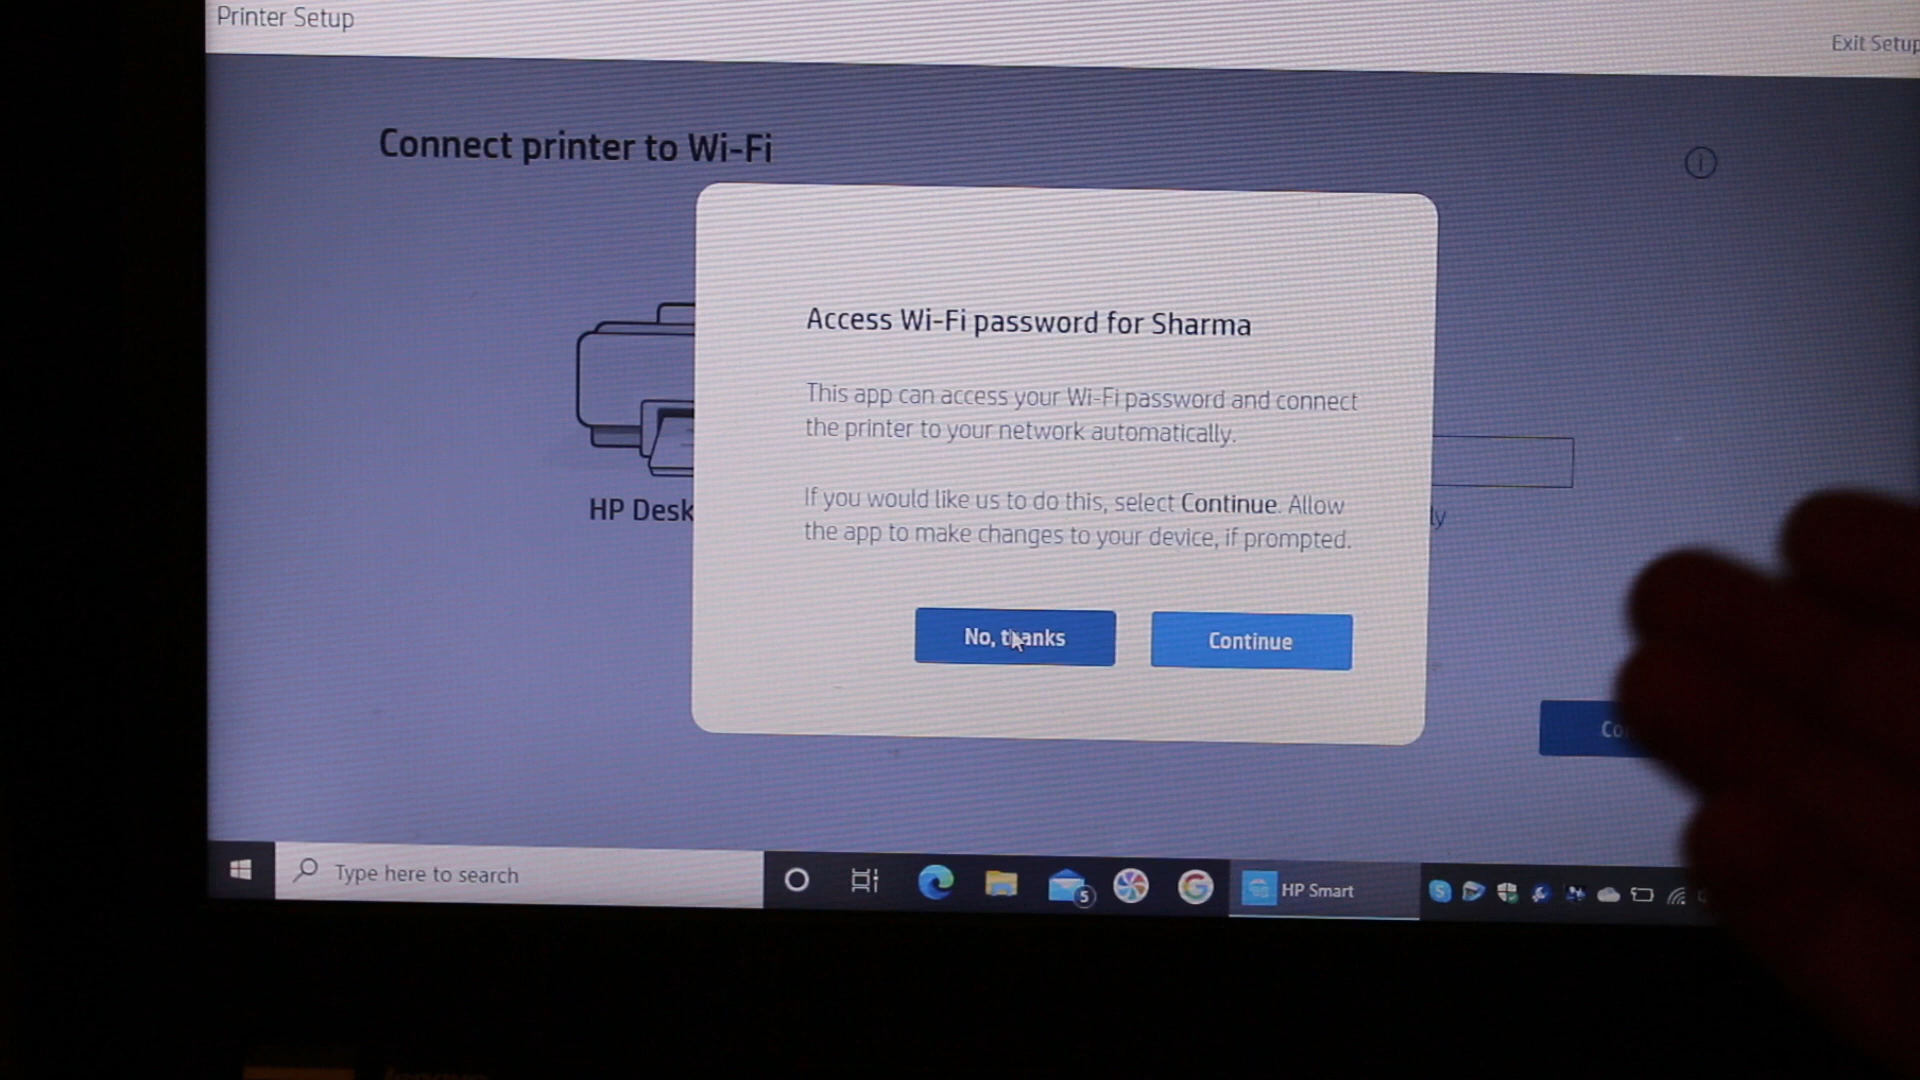 Printer Setup
Exit Setup
Connect printer to Wi-Fi
Access Wi-Fi password for Sharma
This app can access your Wi-Fi password and connect
the printer to your network automatically.
If you would like us to do this, select Continue. Allow
the app to make changes to your device, if prompted.
HP Desk
ly
No, thanks
Continue
Co
Type here to search
5
HP Smart